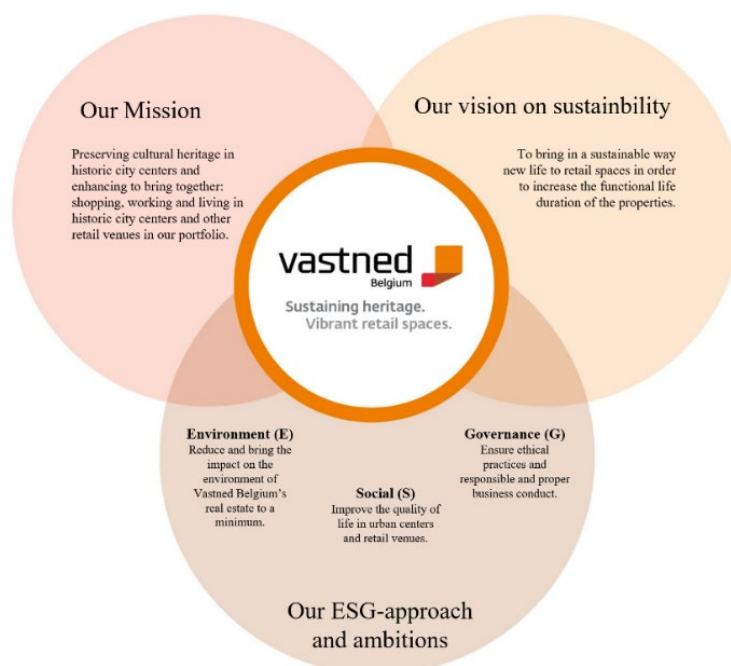 Our Mission
Preserving cultural heritage in
historic city centers and
enhancing to bring together:
shopping, working and living in
historic city centers and other
retail venues in our portfolio.
Our vision on sustainbility
To bring in a sustainable way
new life to retail spaces in order
to increase the functional life
duration of the properties.
vastned
Belgium
Sustaining heritage.
Vibrant retail spaces.
Environment (E)
Reduce and bring the
impact on the
environment of
Vastned Belgium's
real estate to a
minimum.
Social (S)
Improve the quality of
life in urban centers
and retail venues.
Governance (G)
Ensure ethical
practices and
responsible and proper
business conduct.
Our ESG-approach
and ambitions